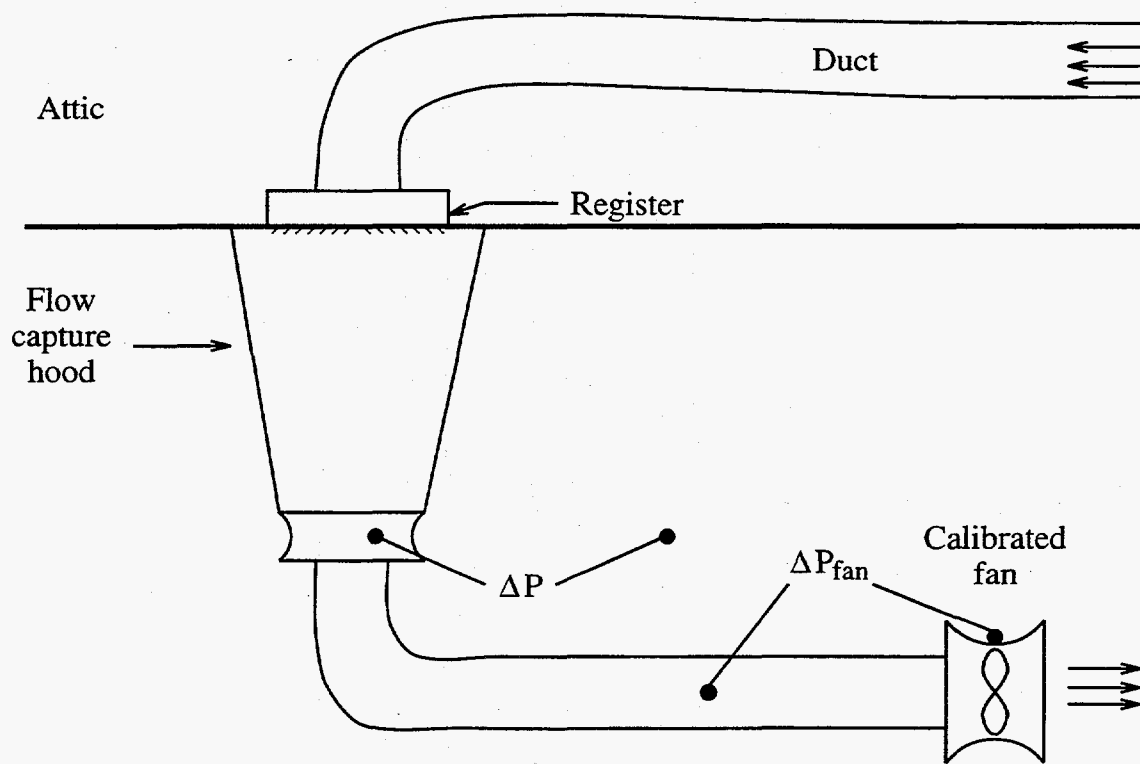 Duct
Attic
Register
Flow
capture
hood
Calibrated
fan
ΔP
ΔPfan